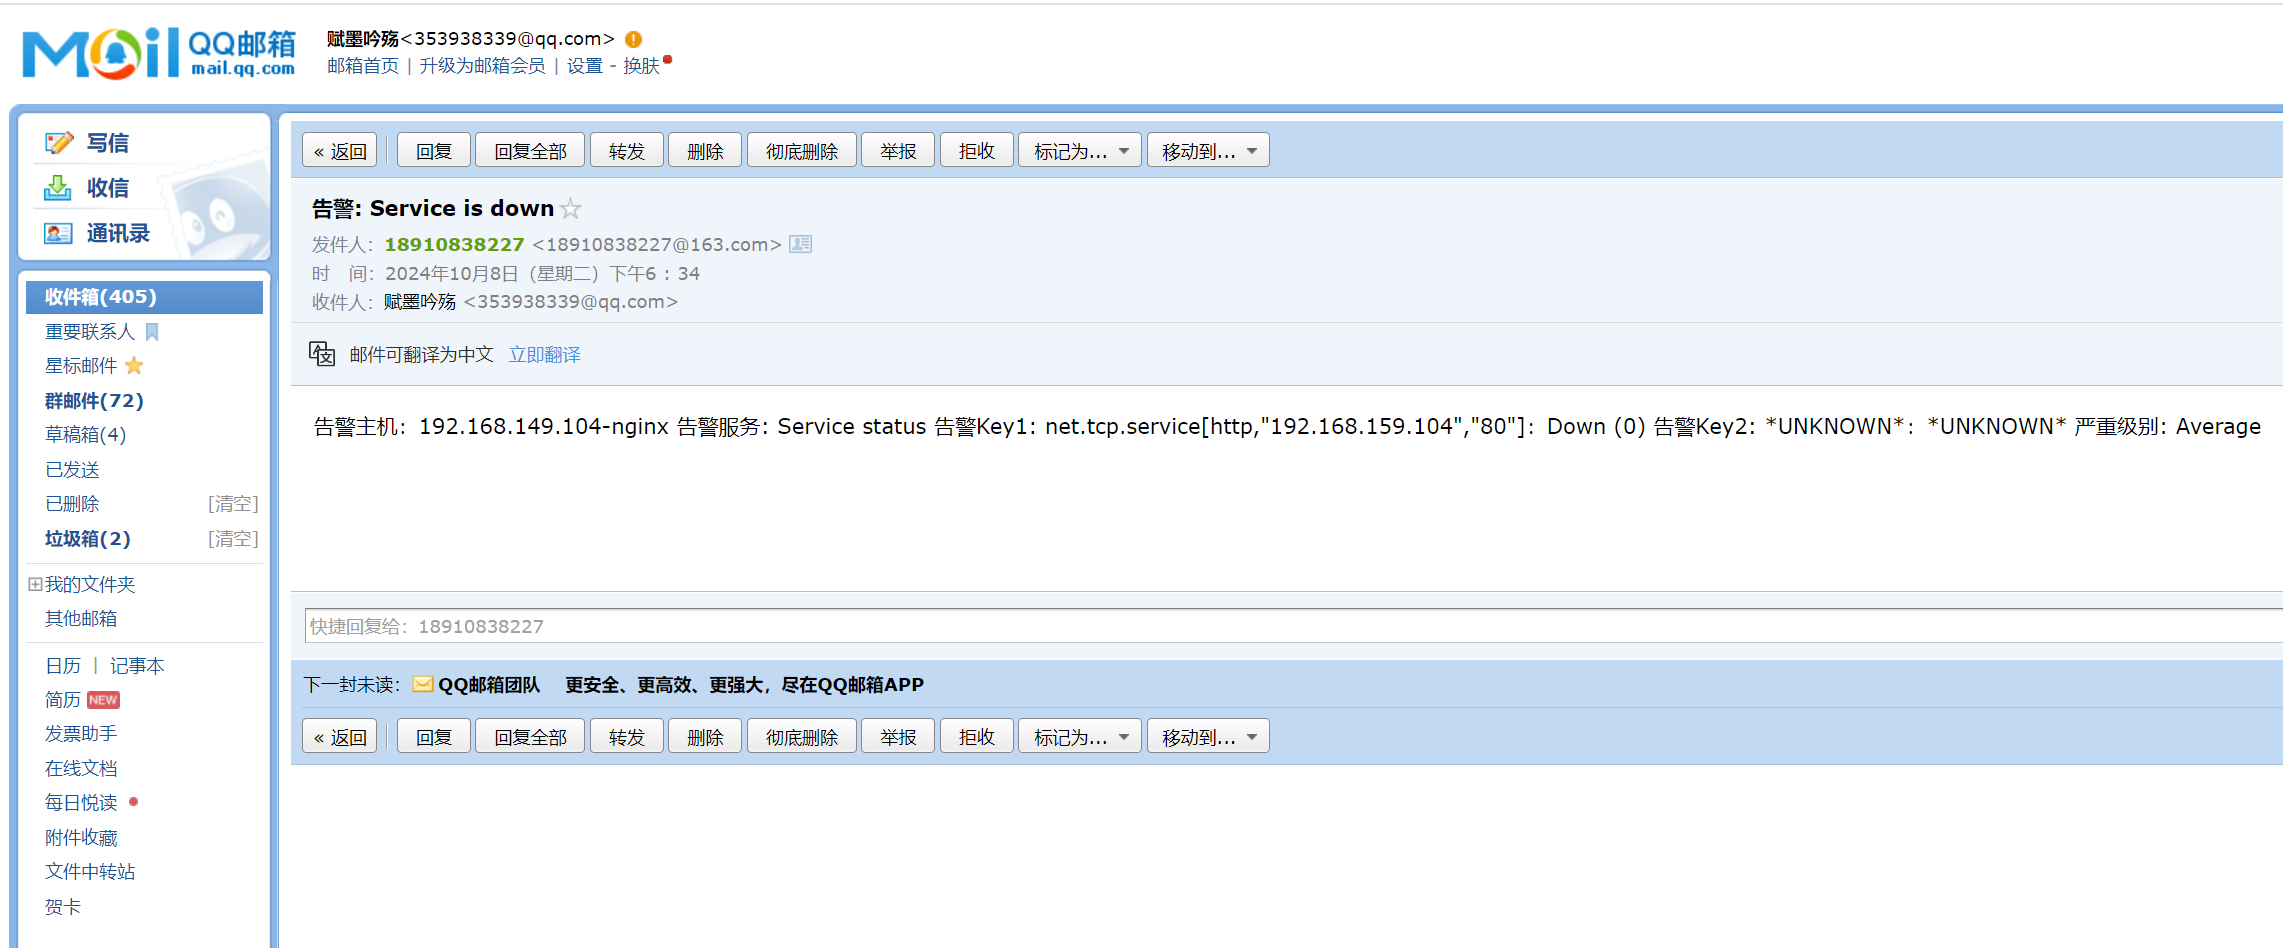 Mail QQ邮箱
mail.qq.com
赋墨吟殇<353938339@qq.com>
邮箱首页 | 升级为邮箱会员 | 设置 - 换肤
写信
收信
通讯录
收件箱(405)
重要联系人
星标邮件
群邮件(72)
草稿箱(4)
已发送
已删除 [清空]
垃圾箱(2) [清空]
我的文件夹
其他邮箱
日历 | 记事本
简历 NEW
发票助手
在线文档
每日悦读
附件收藏
文件中转站
贺卡
« 返回 回复 回复全部 转发 删除 彻底删除 举报 拒收 标记为... 移动到...
告警: Service is down
发件人：18910838227 <18910838227@163.com>
时 间：2024年10月8日（星期二）下午6 : 34
收件人：赋墨吟殇 <353938339@qq.com>
邮件可翻译为中文 立即翻译
告警主机：192.168.149.104-nginx 告警服务: Service status 告警Key1: net.tcp.service[http,"192.168.159.104","80"]：Down (0) 告警Key2: *UNKNOWN*：*UNKNOWN* 严重级别: Average
快捷回复给：18910838227
下一封未读： QQ邮箱团队 更安全、更高效、更强大，尽在QQ邮箱APP
« 返回 回复 回复全部 转发 删除 彻底删除 举报 拒收 标记为... 移动到...